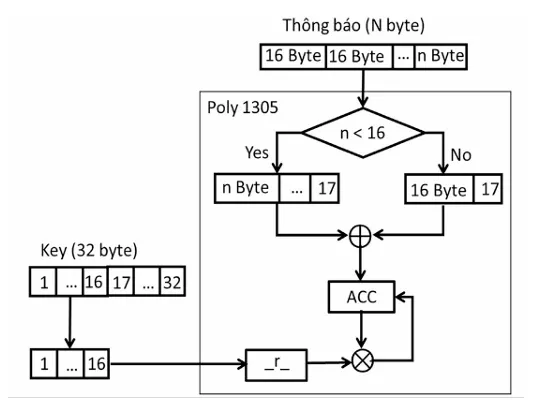 Thông báo (N byte)
16 Byte 16 Byte ... n Byte
Poly 1305
n < 16
Yes
No
n Byte ... 17
16 Byte 17
Key (32 byte)
1 ... 16 17 ... 32
ACC
1 ... 16
_r_